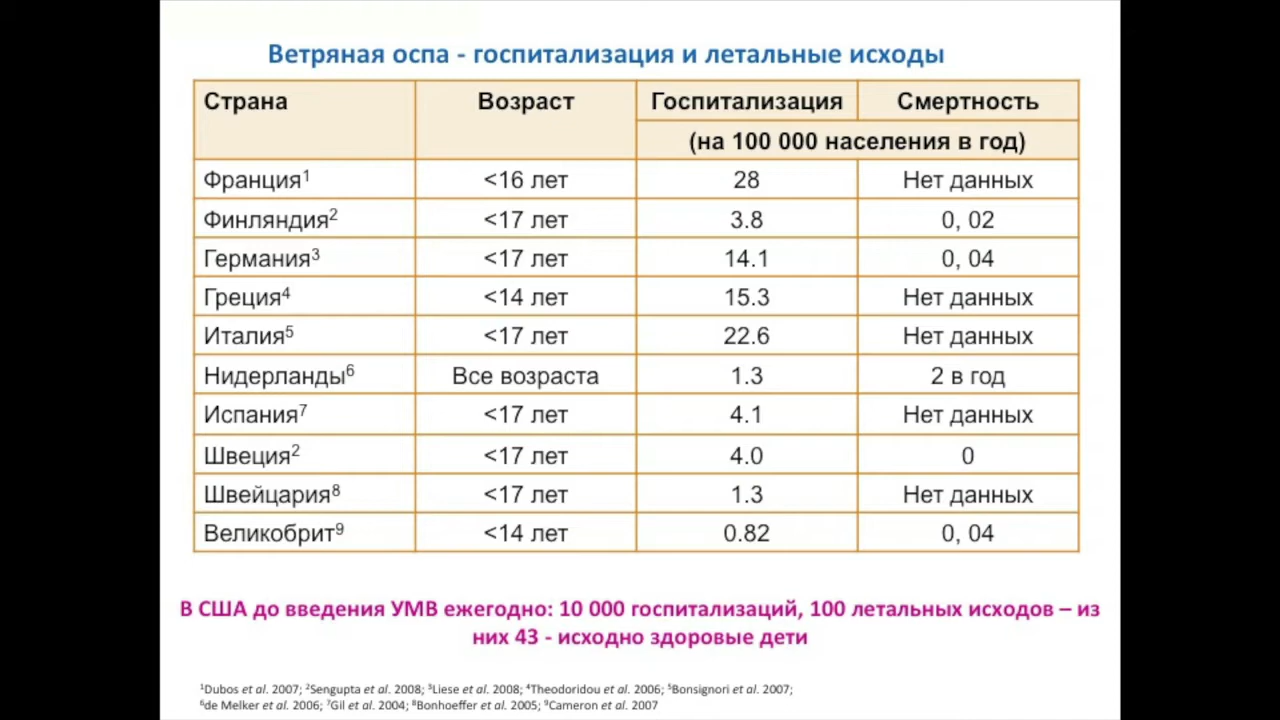 Ветряная оспа - госпитализация и летальные исходы
Страна Возраст Госпитализация Смертность
(на 100 000 населения в год)
Франция¹ <16 лет 28 Нет данных
Финляндия² <17 лет 3.8 0, 02
Германия³ <17 лет 14.1 0, 04
Греция⁴ <14 лет 15.3 Нет данных
Италия⁵ <17 лет 22.6 Нет данных
Нидерланды⁶ Все возраста 1.3 2 в год
Испания⁷ <17 лет 4.1 Нет данных
Швеция² <17 лет 4.0 0
Швейцария⁸ <17 лет 1.3 Нет данных
Великобрит⁹ <14 лет 0.82 0, 04
В США до введения УМВ ежегодно: 10 000 госпитализаций, 100 летальных исходов – из
них 43 - исходно здоровые дети
¹Dubos et al. 2007; ²Sengupta et al. 2008; ³Liese et al. 2008; ⁴Theodoridou et al. 2006; ⁵Bonsignori et al. 2007;
⁶de Melker et al. 2006; ⁷Gil et al. 2004; ⁸Bonhoeffer et al. 2005; ⁹Cameron et al. 2007